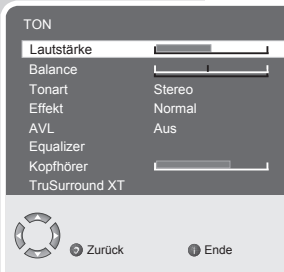 TON
Lautstärke
Balance
Tonart Stereo
Effekt Normal
AVL Aus
Equalizer
Kopfhörer
TruSurround XT
Zurück Ende